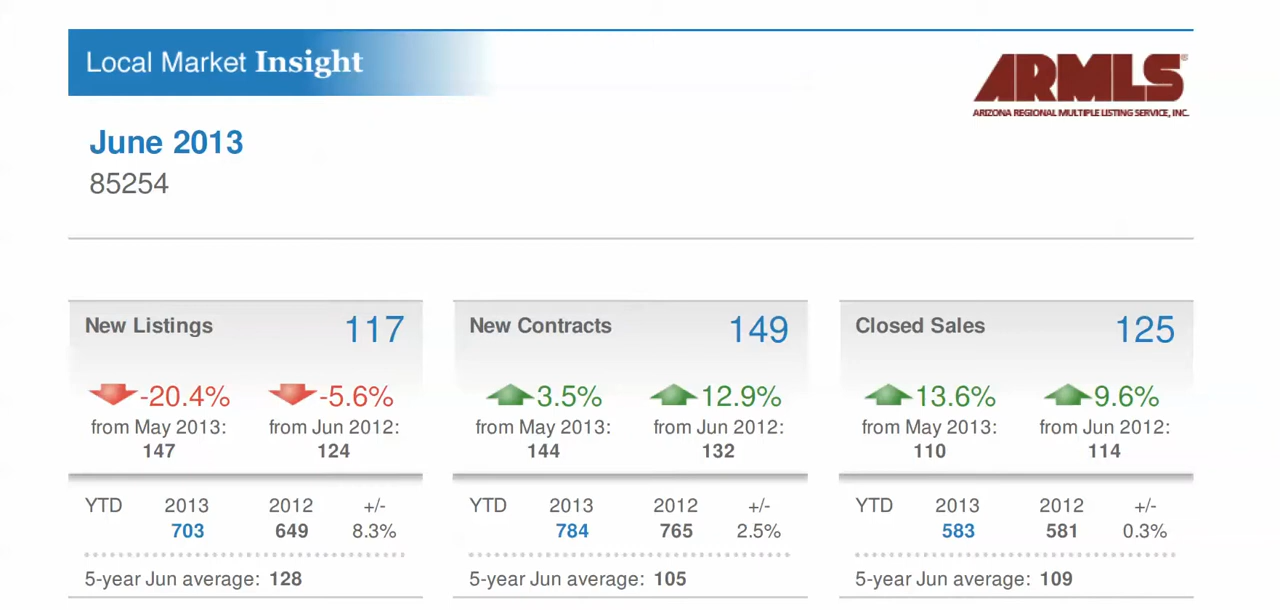 Local Market Insight
ARMLS®
ARIZONA REGIONAL MULTIPLE LISTING SERVICE, INC.
June 2013
85254
New Listings 117
-20.4% -5.6%
from May 2013: from Jun 2012:
147 124
YTD 2013 2012 +/-
703 649 8.3%
5-year Jun average: 128
New Contracts 149
3.5% 12.9%
from May 2013: from Jun 2012:
144 132
YTD 2013 2012 +/-
784 765 2.5%
5-year Jun average: 105
Closed Sales 125
13.6% 9.6%
from May 2013: from Jun 2012:
110 114
YTD 2013 2012 +/-
583 581 0.3%
5-year Jun average: 109